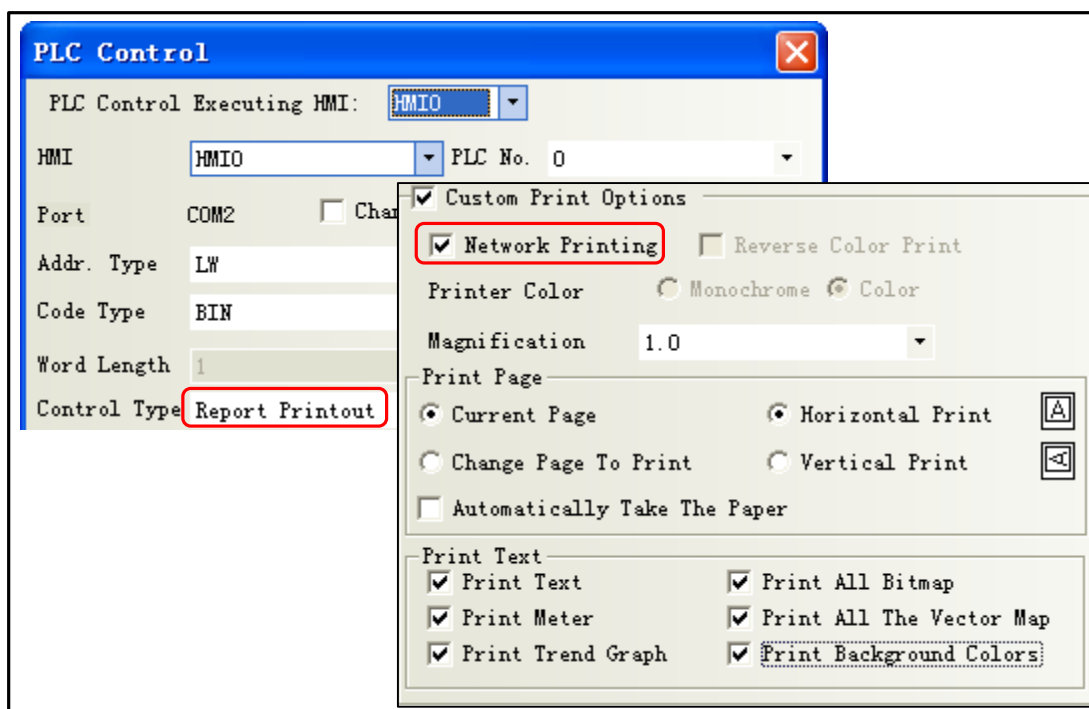 PLC Control
PLC Control Executing HMI: HMI0
HMI HMI0 PLC No. 0
Port COM2
Addr. Type LW
Code Type BIN
Word Length 1
Control Type Report Printout
Custom Print Options
Network Printing Reverse Color Print
Printer Color Monochrome Color
Magnification 1.0
Print Page
Current Page Horizontal Print A
Change Page To Print Vertical Print A
Automatically Take The Paper
Print Text
Print Text Print All Bitmap
Print Meter Print All The Vector Map
Print Trend Graph Print Background Colors